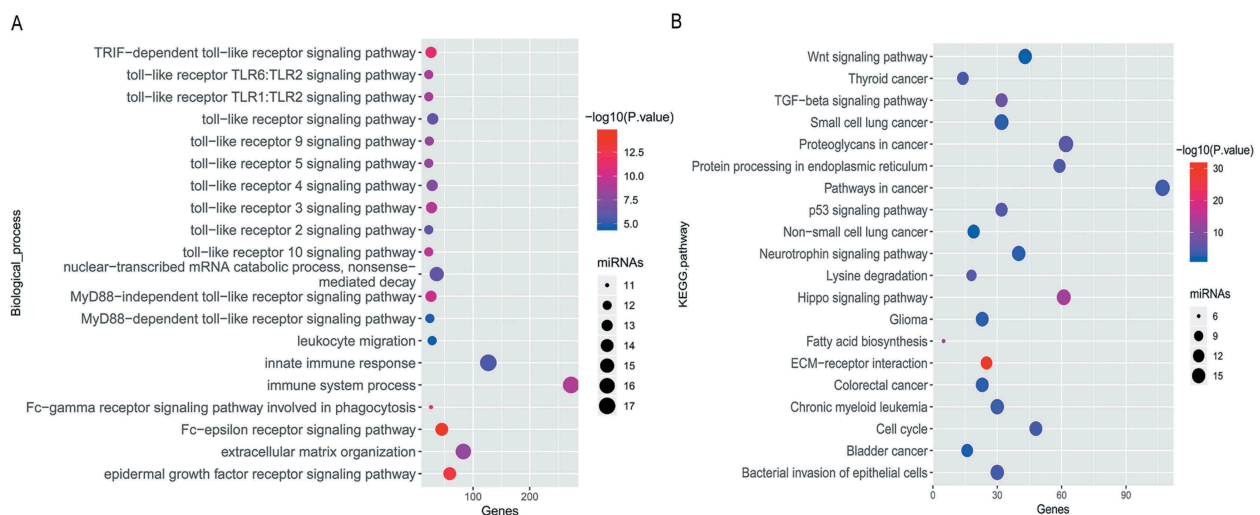 A
Biological_process
TRIF-dependent toll-like receptor signaling pathway
toll-like receptor TLR6:TLR2 signaling pathway
toll-like receptor TLR1:TLR2 signaling pathway
toll-like receptor signaling pathway
toll-like receptor 9 signaling pathway
toll-like receptor 5 signaling pathway
toll-like receptor 4 signaling pathway
toll-like receptor 3 signaling pathway
toll-like receptor 2 signaling pathway
toll-like receptor 10 signaling pathway
nuclear-transcribed mRNA catabolic process, nonsense-
mediated decay
MyD88-independent toll-like receptor signaling pathway
MyD88-dependent toll-like receptor signaling pathway
leukocyte migration
innate immune response
immune system process
Fc-gamma receptor signaling pathway involved in phagocytosis
Fc-epsilon receptor signaling pathway
extracellular matrix organization
epidermal growth factor receptor signaling pathway
100
200
Genes
-log10(P.value)
12.5
10.0
7.5
5.0
miRNAs
11
12
13
14
15
16
17
B
KEGG.pathway
Wnt signaling pathway
Thyroid cancer
TGF-beta signaling pathway
Small cell lung cancer
Proteoglycans in cancer
Protein processing in endoplasmic reticulum
Pathways in cancer
p53 signaling pathway
Non-small cell lung cancer
Neurotrophin signaling pathway
Lysine degradation
Hippo signaling pathway
Glioma
Fatty acid biosynthesis
ECM-receptor interaction
Colorectal cancer
Chronic myeloid leukemia
Cell cycle
Bladder cancer
Bacterial invasion of epithelial cells
0
30
60
90
Genes
-log10(P.value)
30
20
10
miRNAs
6
9
12
15